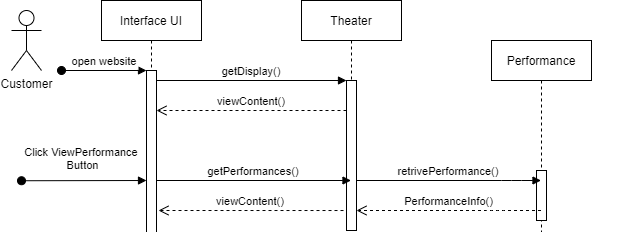 Interface UI
Theater
Performance
Customer
open website
getDisplay()
viewContent()
Click ViewPerformance
Button
getPerformances()
retrivePerformance()
viewContent()
PerformanceInfo()